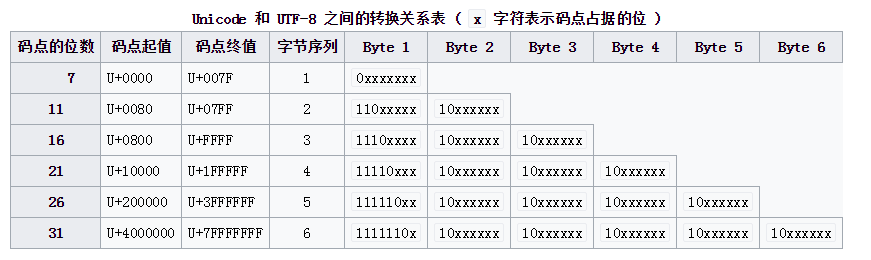 Unicode 和 UTF-8 之间的转换关系表 ( x 字符表示码点占据的位 )
码点的位数 码点起值 码点终值 字节序列 Byte 1 Byte 2 Byte 3 Byte 4 Byte 5 Byte 6
7 U+0000 U+007F 1 0xxxxxxx
11 U+0080 U+07FF 2 110xxxxx 10xxxxxx
16 U+0800 U+FFFF 3 1110xxxx 10xxxxxx 10xxxxxx
21 U+10000 U+1FFFFF 4 11110xxx 10xxxxxx 10xxxxxx 10xxxxxx
26 U+200000 U+3FFFFFF 5 111110xx 10xxxxxx 10xxxxxx 10xxxxxx 10xxxxxx
31 U+4000000 U+7FFFFFFF 6 1111110x 10xxxxxx 10xxxxxx 10xxxxxx 10xxxxxx 10xxxxxx